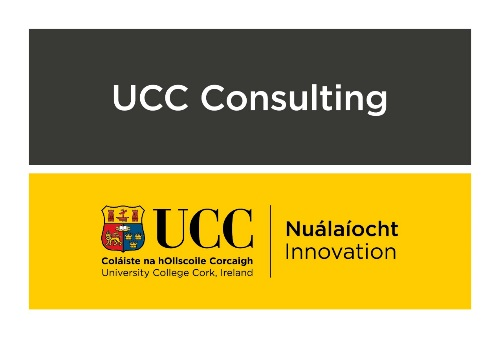 UCC Consulting
UCC
Coláiste na hOllscoile Corcaigh
University College Cork, Ireland
Nuálaíocht
Innovation